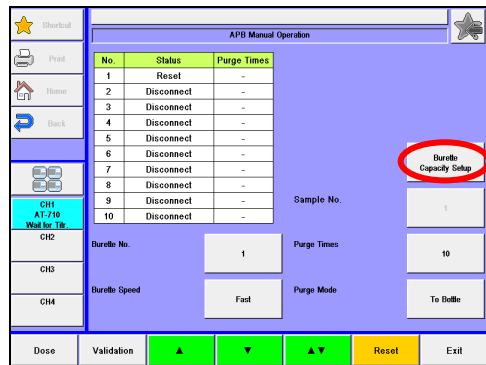 Shortcut
APB Manual Operation
Print
Home
Back
No. Status Purge Times
1 Reset -
2 Disconnect -
3 Disconnect -
4 Disconnect -
5 Disconnect -
6 Disconnect -
7 Disconnect -
8 Disconnect -
9 Disconnect -
10 Disconnect -
Burette
Capacity Setup
CH1
AT-710
Wait for Titr.
CH2
CH3
CH4
Sample No. 1
Burette No. 1 Purge Times 10
Burette Speed Fast Purge Mode To Bottle
Dose Validation ▲ ▼ ▲▼ Reset Exit